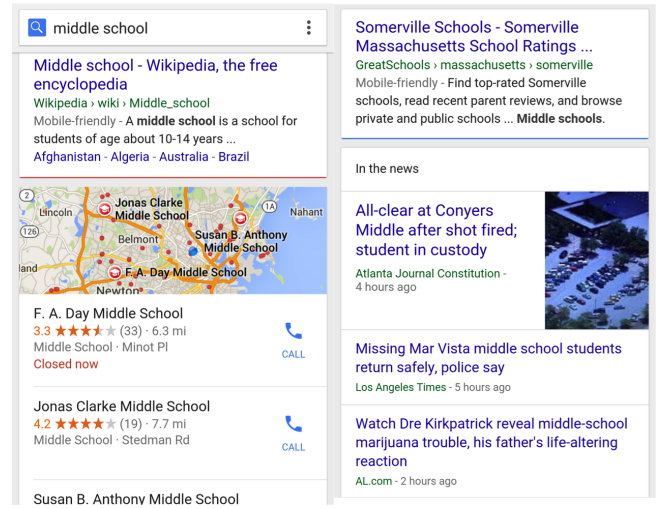 middle school
Middle school - Wikipedia, the free
encyclopedia
Wikipedia › wiki › Middle_school
Mobile-friendly - A middle school is a school for
students of age about 10-14 years ...
Afghanistan - Algeria - Australia - Brazil
2
Lincoln
Jonas Clarke
Middle School
1A
Nahant
126
Belmont
Susan B. Anthony
Middle School
land
F. A. Day Middle School
Newton
F. A. Day Middle School
3.3 (33) · 6.3 mi
Middle School · Minot Pl
Closed now
CALL
Jonas Clarke Middle School
4.2 (19) · 7.7 mi
Middle School · Stedman Rd
CALL
Susan B. Anthony Middle School
Somerville Schools - Somerville
Massachusetts School Ratings ...
GreatSchools › massachusetts › somerville
Mobile-friendly - Find top-rated Somerville
schools, read recent parent reviews, and browse
private and public schools ... Middle schools.
In the news
All-clear at Conyers
Middle after shot fired;
student in custody
Atlanta Journal Constitution -
4 hours ago
Missing Mar Vista middle school students
return safely, police say
Los Angeles Times - 5 hours ago
Watch Dre Kirkpatrick reveal middle-school
marijuana trouble, his father's life-altering
reaction
AL.com - 2 hours ago